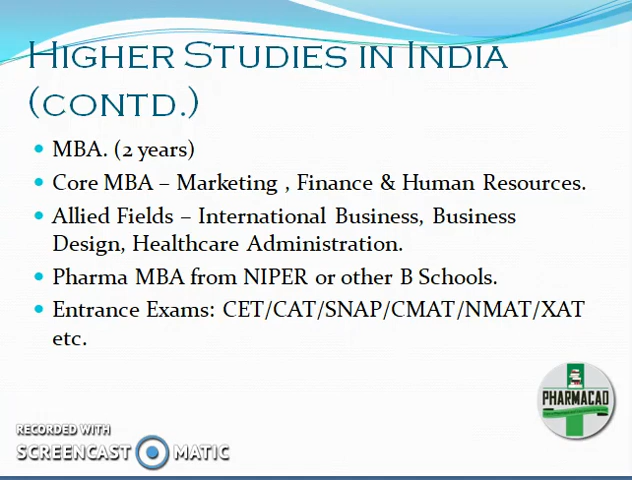 Higher Studies in India
(contd.)
MBA. (2 years)
Core MBA – Marketing , Finance & Human Resources.
Allied Fields – International Business, Business
Design, Healthcare Administration.
Pharma MBA from NIPER or other B Schools.
Entrance Exams: CET/CAT/SNAP/CMAT/NMAT/XAT
etc.
PHARMACAD
RECORDED WITH
SCREENCAST MATIC